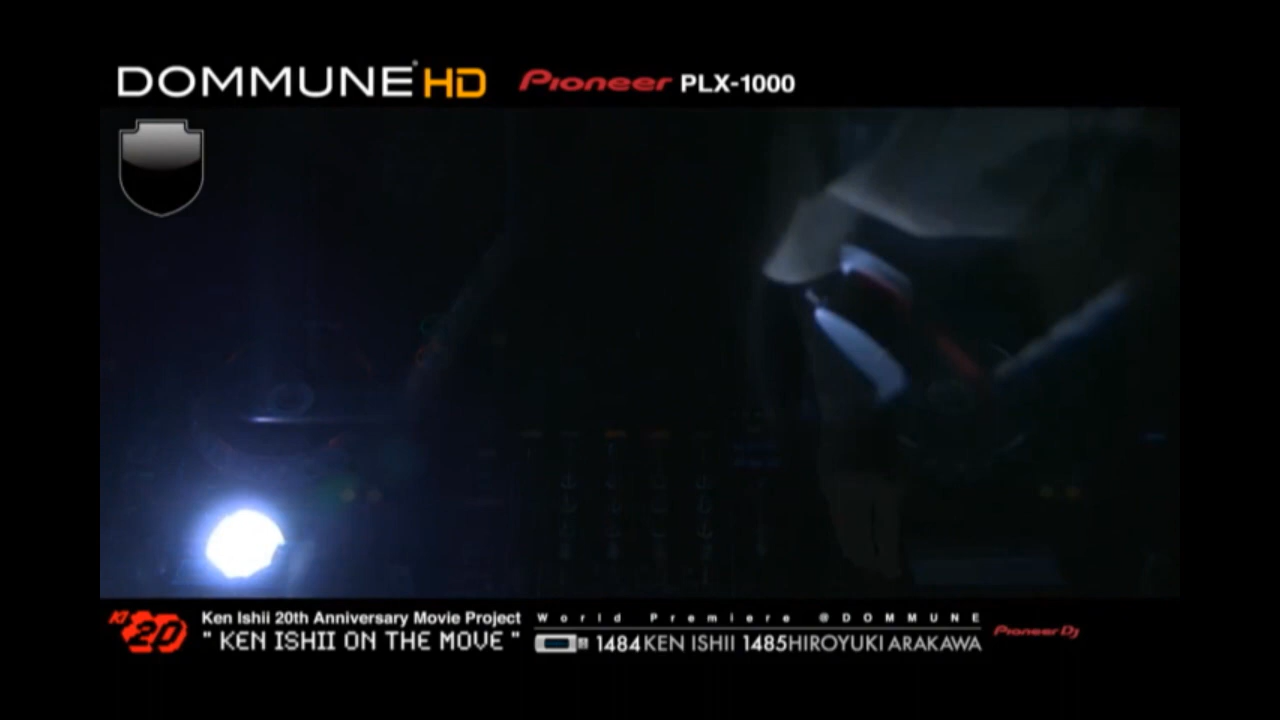 DOMMUNE HD Pioneer PLX-1000
KI 20 Ken Ishii 20th Anniversary Movie Project
" KEN ISHII ON THE MOVE "
World Premiere @DOMMUNE
1484 KEN ISHII 1485 HIROYUKI ARAKAWA
Pioneer Dj